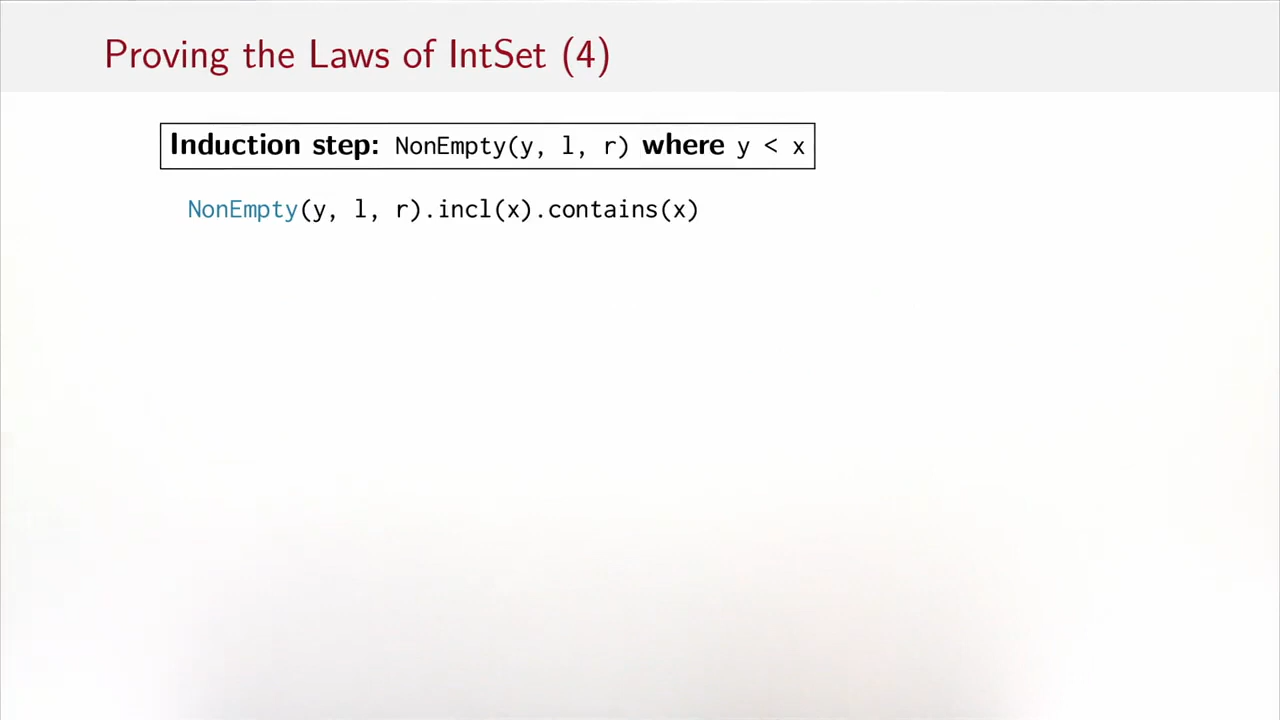 Proving the Laws of IntSet (4)
Induction step: NonEmpty(y, l, r) where y < x
NonEmpty(y, l, r).incl(x).contains(x)